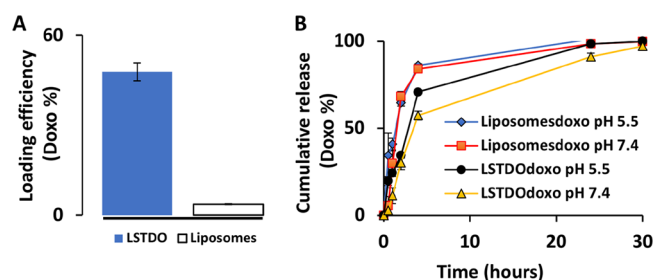 A
Loading efficiency
(Doxo %)
60
0
LSTDO
Liposomes
B
Cumulative release
(Doxo %)
100
50
0
Liposomesdoxo pH 5.5
Liposomesdoxo pH 7.4
LSTDOdoxo pH 5.5
LSTDOdoxo pH 7.4
0
10
20
30
Time (hours)